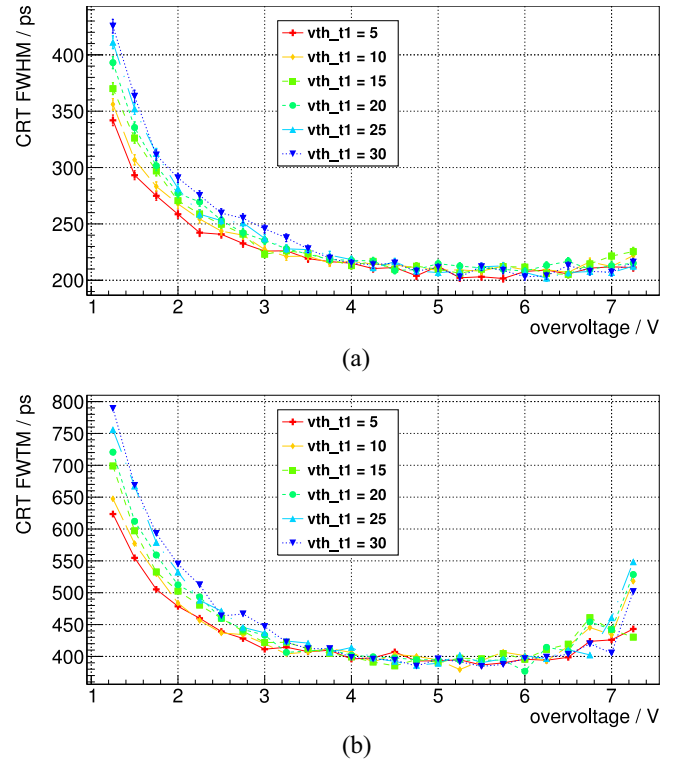 CRT FWHM / ps
400
350
300
250
200
vth_t1 = 5
vth_t1 = 10
vth_t1 = 15
vth_t1 = 20
vth_t1 = 25
vth_t1 = 30
1 2 3 4 5 6 7
overvoltage / V
(a)
CRT FWTM / ps
800
750
700
650
600
550
500
450
400
vth_t1 = 5
vth_t1 = 10
vth_t1 = 15
vth_t1 = 20
vth_t1 = 25
vth_t1 = 30
1 2 3 4 5 6 7
overvoltage / V
(b)